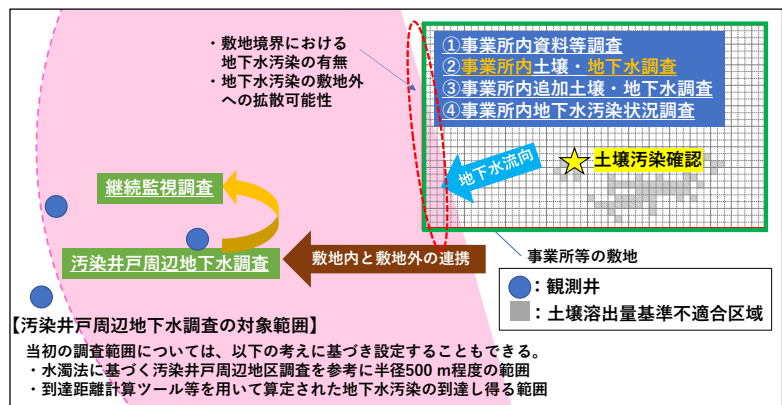 ・敷地境界における
地下水汚染の有無
・地下水汚染の敷地外
への拡散可能性
①事業所内資料等調査
②事業所内土壌・地下水調査
③事業所内追加土壌・地下水調査
④事業所内地下水汚染状況調査
地下水流向
土壌汚染確認
継続監視調査
汚染井戸周辺地下水調査
敷地内と敷地外の連携
事業所等の敷地
：観測井
：土壌溶出量基準不適合区域
【汚染井戸周辺地下水調査の対象範囲】
当初の調査範囲については、以下の考えに基づき設定することもできる。
・水濁法に基づく汚染井戸周辺地区調査を参考に半径500 m程度の範囲
・到達距離計算ツール等を用いて算定された地下水汚染の到達し得る範囲